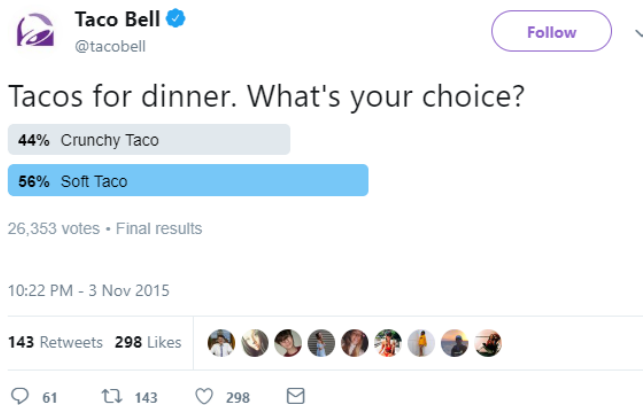 Taco Bell
@tacobell
Follow
Tacos for dinner. What's your choice?
44% Crunchy Taco
56% Soft Taco
26,353 votes • Final results
10:22 PM - 3 Nov 2015
143 Retweets 298 Likes
61 143 298